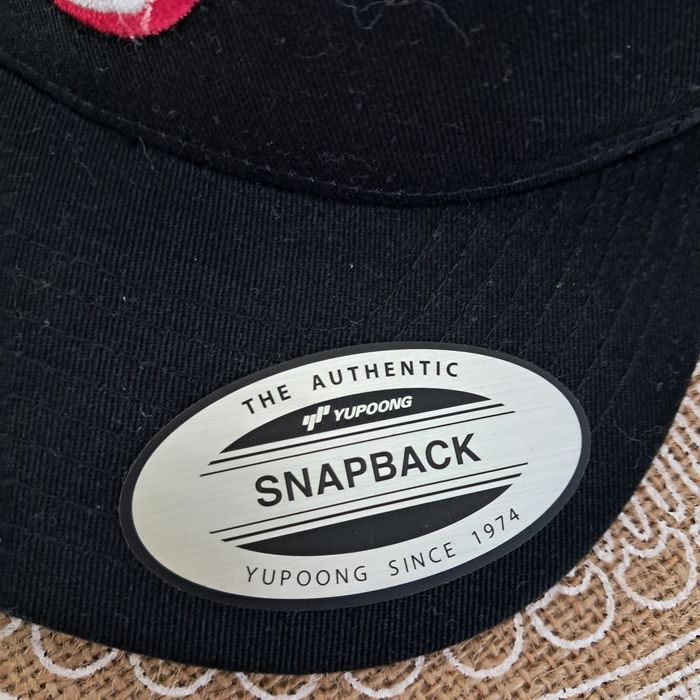 THE AUTHENTIC
YUPOONG
SNAPBACK
YUPOONG SINCE 1974